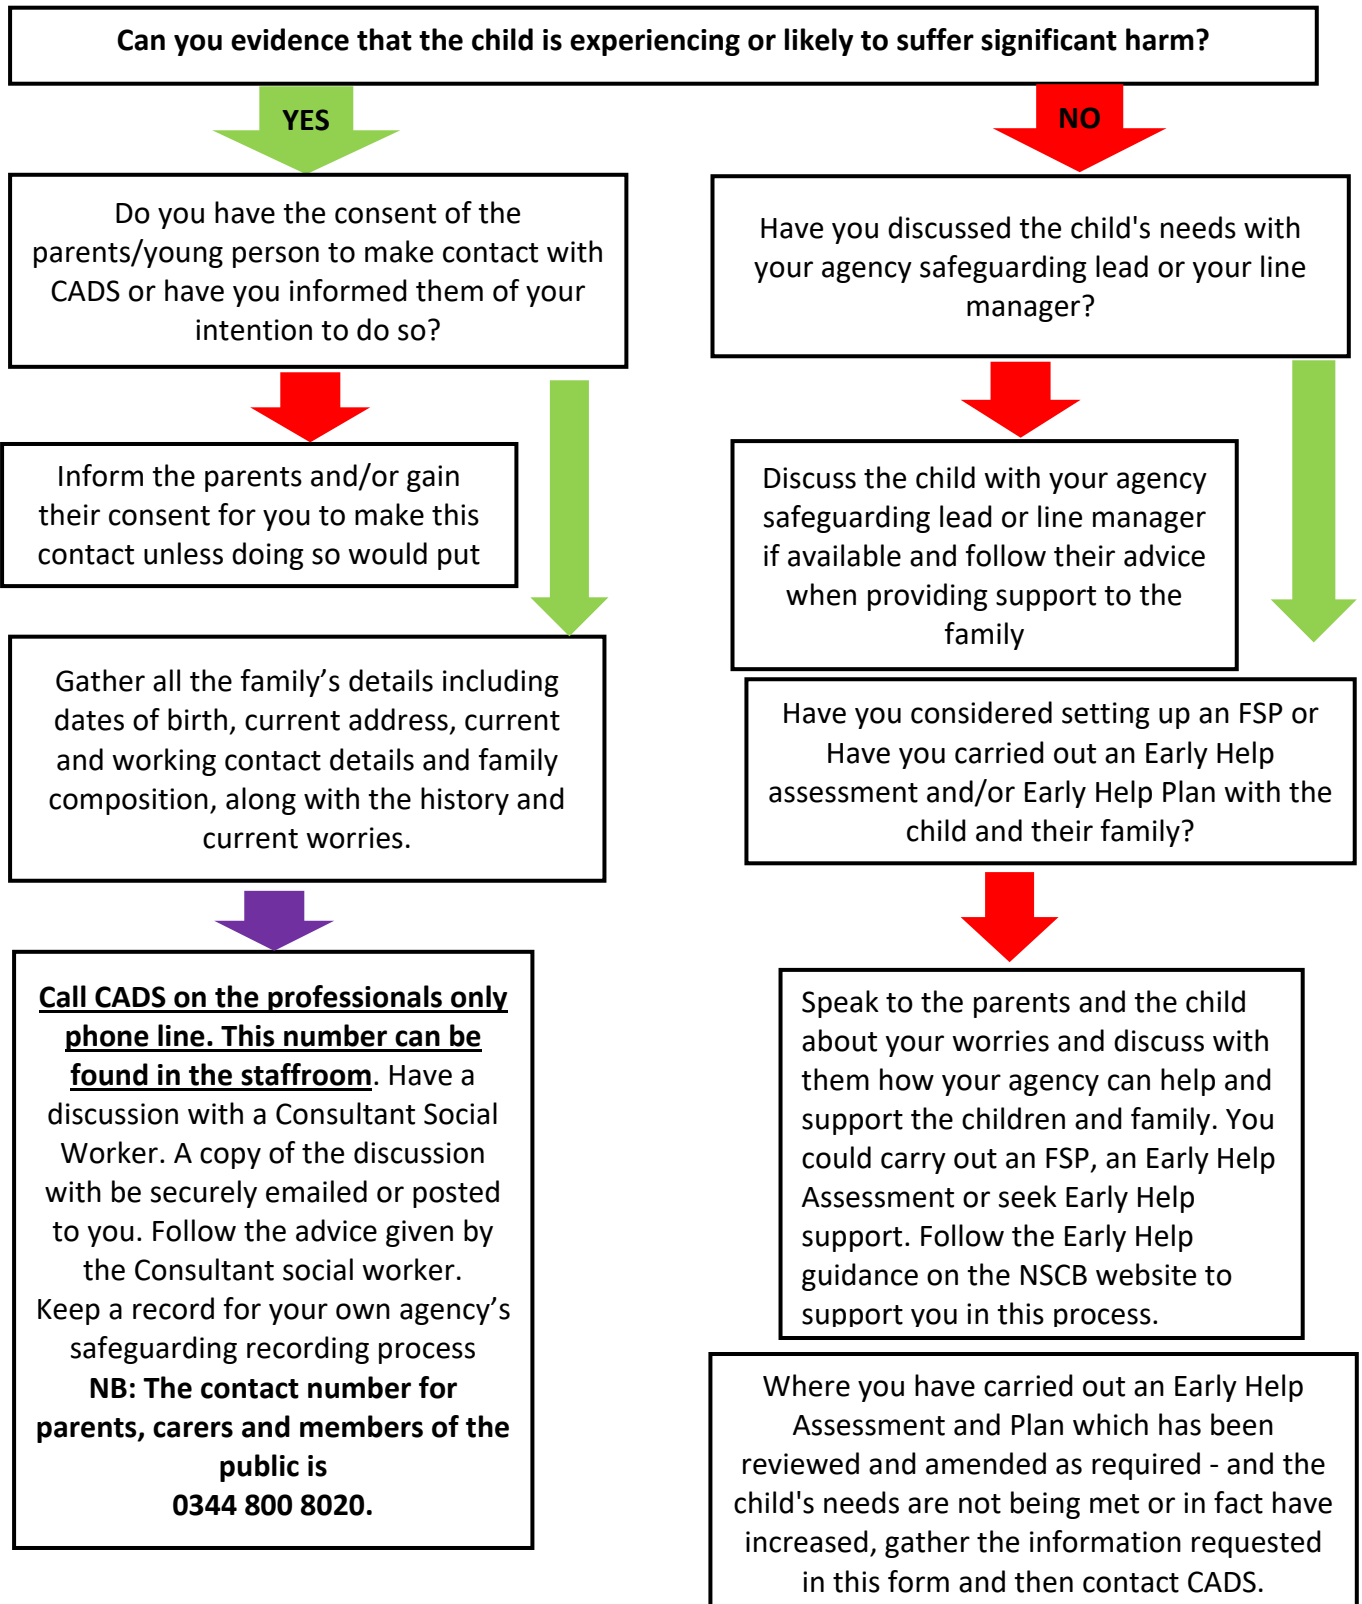 Can you evidence that the child is experiencing or likely to suffer significant harm?
YES
NO
Do you have the consent of the
parents/young person to make contact with
CADS or have you informed them of your
intention to do so?
Have you discussed the child's needs with
your agency safeguarding lead or your line
manager?
Inform the parents and/or gain
their consent for you to make this
contact unless doing so would put
Discuss the child with your agency
safeguarding lead or line manager
if available and follow their advice
when providing support to the
family
Gather all the family’s details including
dates of birth, current address, current
and working contact details and family
composition, along with the history and
current worries.
Have you considered setting up an FSP or
Have you carried out an Early Help
assessment and/or Early Help Plan with the
child and their family?
Call CADS on the professionals only
phone line. This number can be
found in the staffroom. Have a
discussion with a Consultant Social
Worker. A copy of the discussion
with be securely emailed or posted
to you. Follow the advice given by
the Consultant social worker.
Keep a record for your own agency’s
safeguarding recording process
NB: The contact number for
parents, carers and members of the
public is
0344 800 8020.
Speak to the parents and the child
about your worries and discuss with
them how your agency can help and
support the children and family. You
could carry out an FSP, an Early Help
Assessment or seek Early Help
support. Follow the Early Help
guidance on the NSCB website to
support you in this process.
Where you have carried out an Early Help
Assessment and Plan which has been
reviewed and amended as required - and the
child's needs are not being met or in fact have
increased, gather the information requested
in this form and then contact CADS.